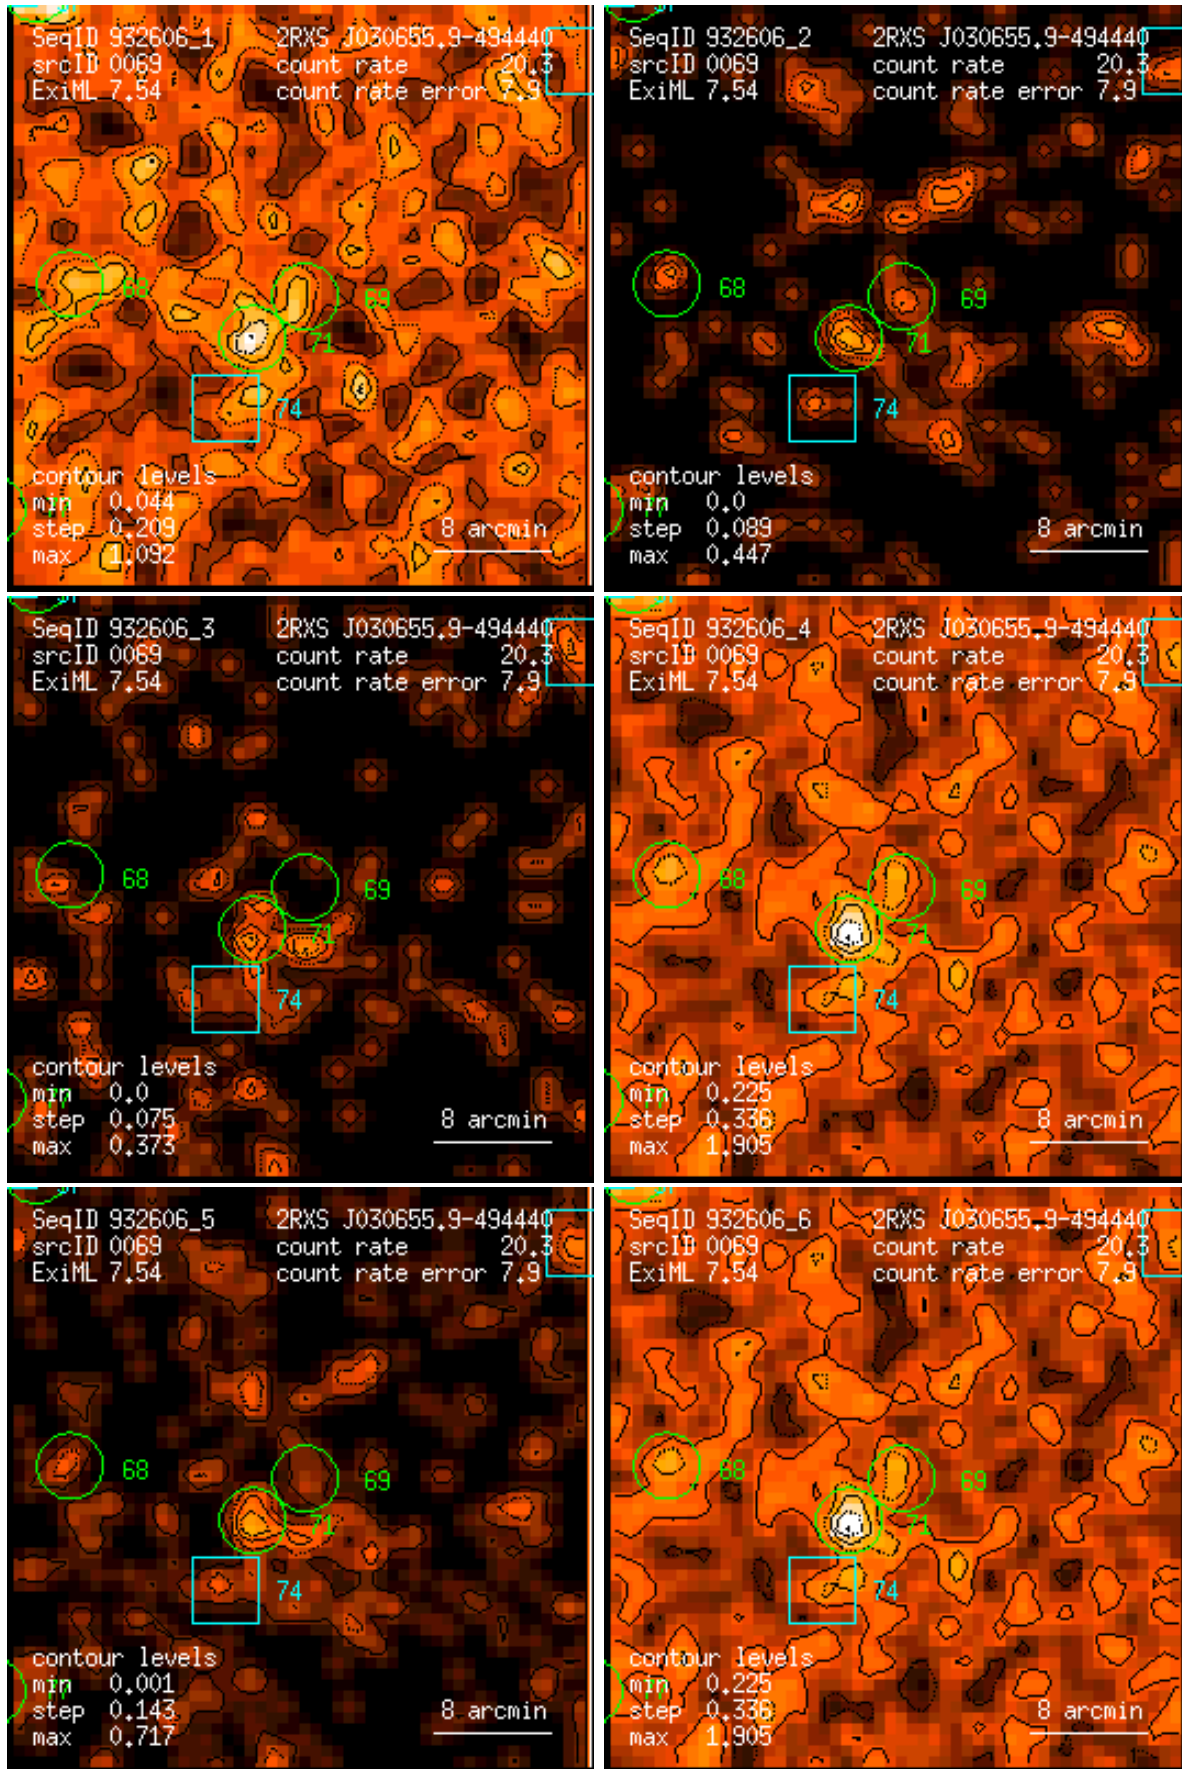 SeqID 932606_1 2RXS J030655.9-494440
srcID 0069 count rate 20.3
ExiML 7.54 count rate error 7.9
68
69
71
74
contour levels
min 0.044
77
step 0.209
8 arcmin
max 1.092
SeqID 932606_2 2RXS J030655.9-494440
srcID 0069 count rate 20.3
ExiML 7.54 count rate error 7.9
68
69
71
74
contour levels
min 0.0
77
step 0.089
8 arcmin
max 0.447
SeqID 932606_3 2RXS J030655.9-494440
srcID 0069 count rate 20.3
ExiML 7.54 count rate error 7.9
68
69
71
74
contour levels
min 0.0
77
step 0.075
8 arcmin
max 0.373
SeqID 932606_4 2RXS J030655.9-494440
srcID 0069 count rate 20.3
ExiML 7.54 count rate error 7.9
68
69
71
74
contour levels
min 0.225
77
step 0.336
8 arcmin
max 1.905
SeqID 932606_5 2RXS J030655.9-494440
srcID 0069 count rate 20.3
ExiML 7.54 count rate error 7.9
68
69
71
74
contour levels
min 0.001
77
step 0.143
8 arcmin
max 0.717
SeqID 932606_6 2RXS J030655.9-494440
srcID 0069 count rate 20.3
ExiML 7.54 count rate error 7.9
68
69
71
74
contour levels
min 0.225
77
step 0.336
8 arcmin
max 1.905